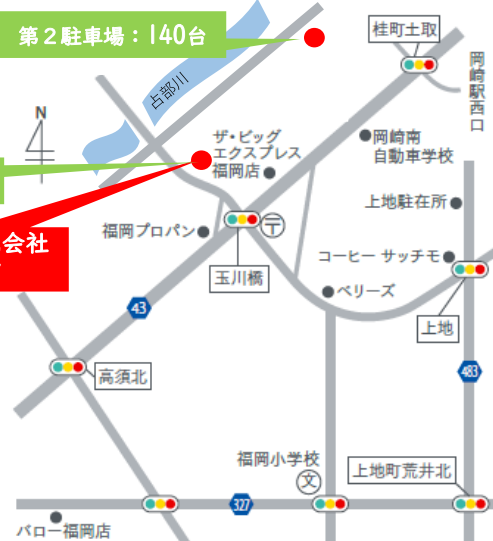 第2駐車場：140台
桂町土取
岡崎駅西口
占部川
N
ザ・ビッグ
エクスプレス
福岡店
岡崎南
自動車学校
会社
上地駐在所
福岡プロパン
〒
コーヒー サッチモ
玉川橋
ベリーズ
上地
43
高須北
483
福岡小学校
文
上地町荒井北
327
バロー福岡店